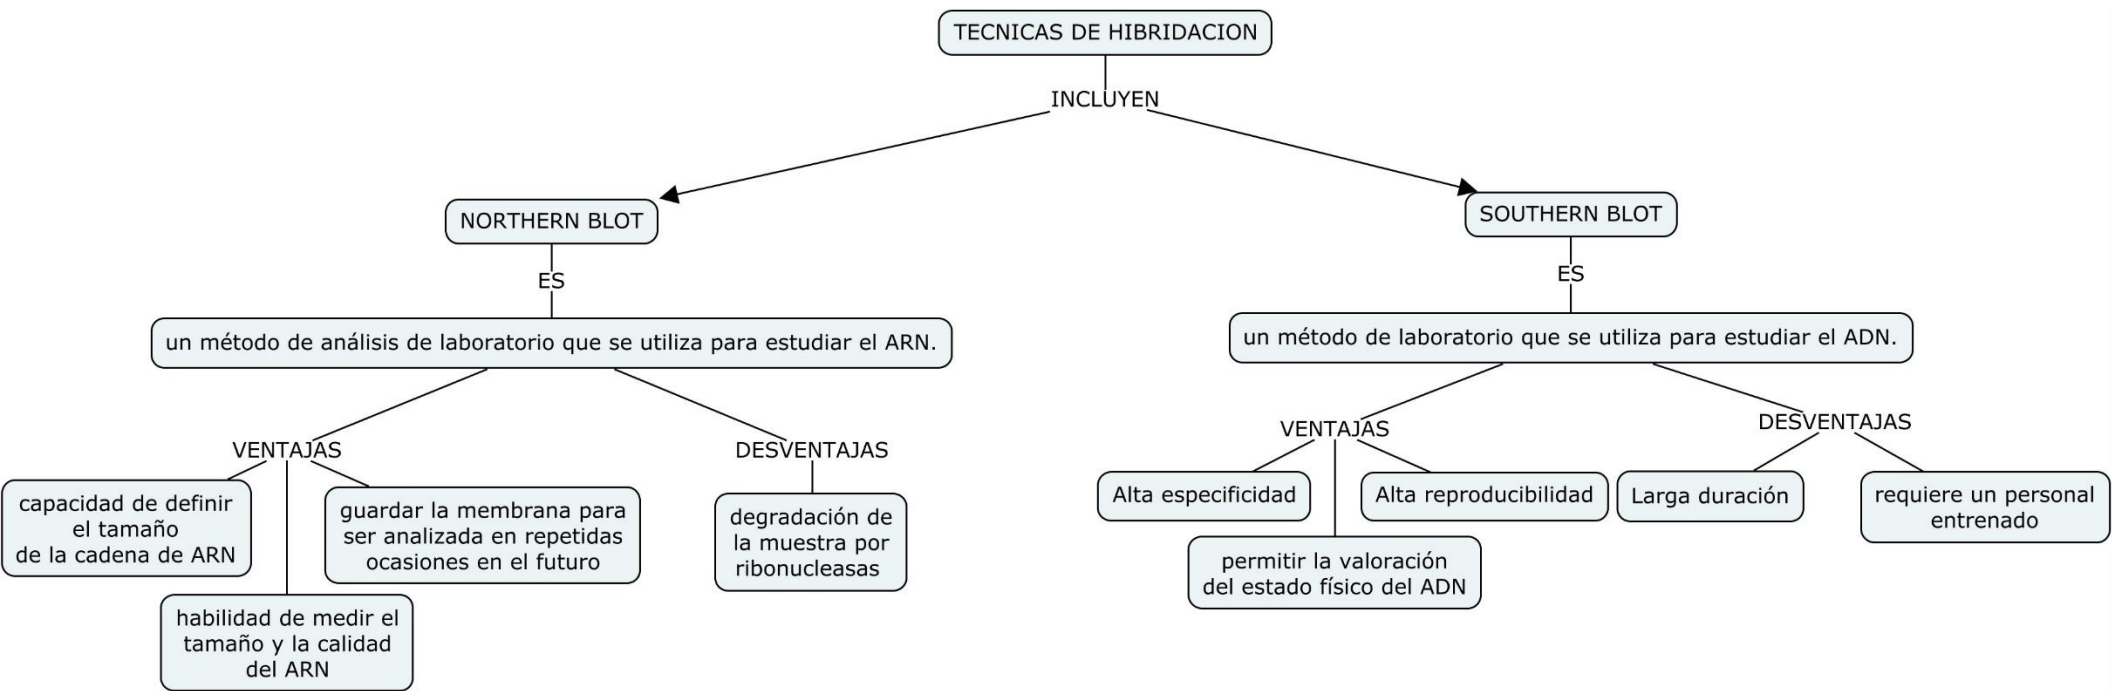 TECNICAS DE HIBRIDACION
INCLUYEN
NORTHERN BLOT
ES
un método de análisis de laboratorio que se utiliza para estudiar el ARN.
VENTAJAS
capacidad de definir
el tamaño
de la cadena de ARN
habilidad de medir el
tamaño y la calidad
del ARN
guardar la membrana para
ser analizada en repetidas
ocasiones en el futuro
DESVENTAJAS
degradación de
la muestra por
ribonucleasas
SOUTHERN BLOT
ES
un método de laboratorio que se utiliza para estudiar el ADN.
VENTAJAS
Alta especificidad
permitir la valoración
del estado físico del ADN
Alta reproducibilidad
DESVENTAJAS
Larga duración
requiere un personal
entrenado